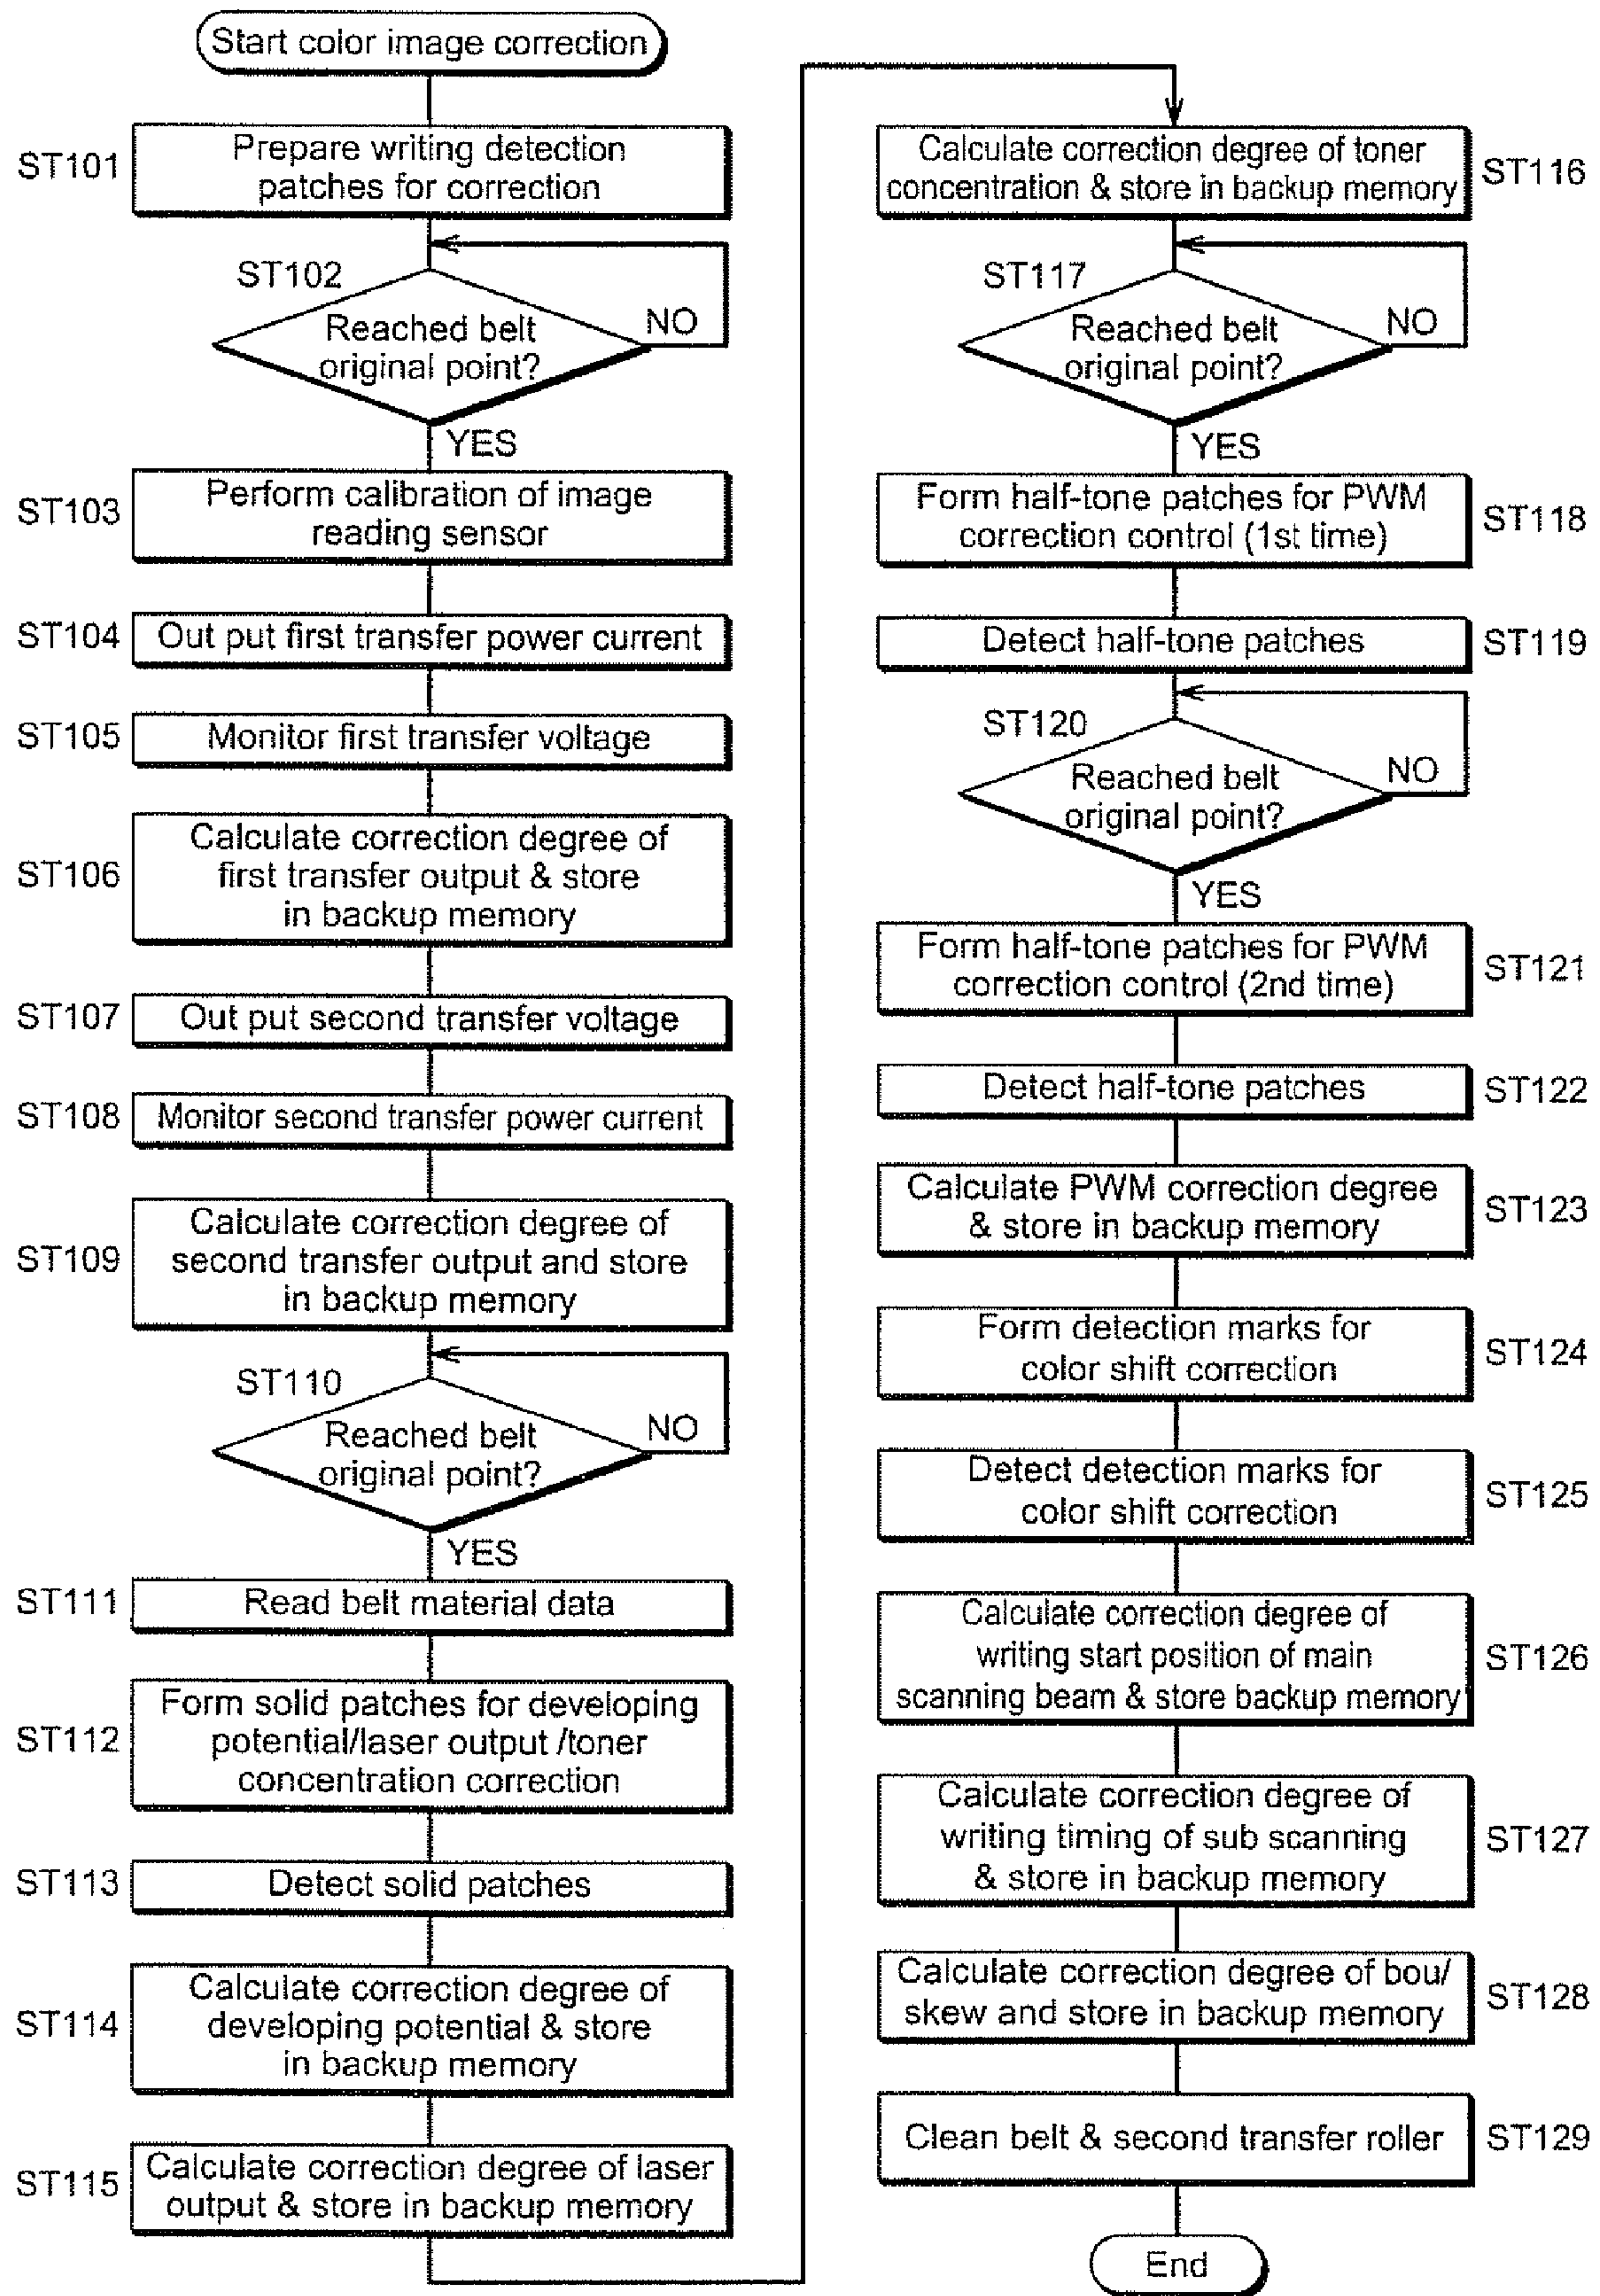 Start color image correction
ST101
Prepare writing detection
patches for correction
ST102
Reached belt
original point?
NO
YES
ST103
Perform calibration of image
reading sensor
ST104
Out put first transfer power current
ST105
Monitor first transfer voltage
ST106
Calculate correction degree of
first transfer output & store
in backup memory
ST107
Out put second transfer voltage
ST108
Monitor second transfer power current
ST109
Calculate correction degree of
second transfer output and store
in backup memory
ST110
Reached belt
original point?
NO
YES
ST111
Read belt material data
ST112
Form solid patches for developing
potential/laser output /toner
concentration correction
ST113
Detect solid patches
ST114
Calculate correction degree of
developing potential & store
in backup memory
ST115
Calculate correction degree of laser
output & store in backup memory
Calculate correction degree of toner
concentration & store in backup memory
ST116
ST117
Reached belt
original point?
NO
YES
Form half-tone patches for PWM
correction control (1st time)
ST118
Detect half-tone patches
ST119
ST120
Reached belt
original point?
NO
YES
Form half-tone patches for PWM
correction control (2nd time)
ST121
Detect half-tone patches
ST122
Calculate PWM correction degree
& store in backup memory
ST123
Form detection marks for
color shift correction
ST124
Detect detection marks for
color shift correction
ST125
Calculate correction degree of
writing start position of main
scanning beam & store backup memory
ST126
Calculate correction degree of
writing timing of sub scanning
& store in backup memory
ST127
Calculate correction degree of bou/
skew and store in backup memory
ST128
Clean belt & second transfer roller
ST129
End